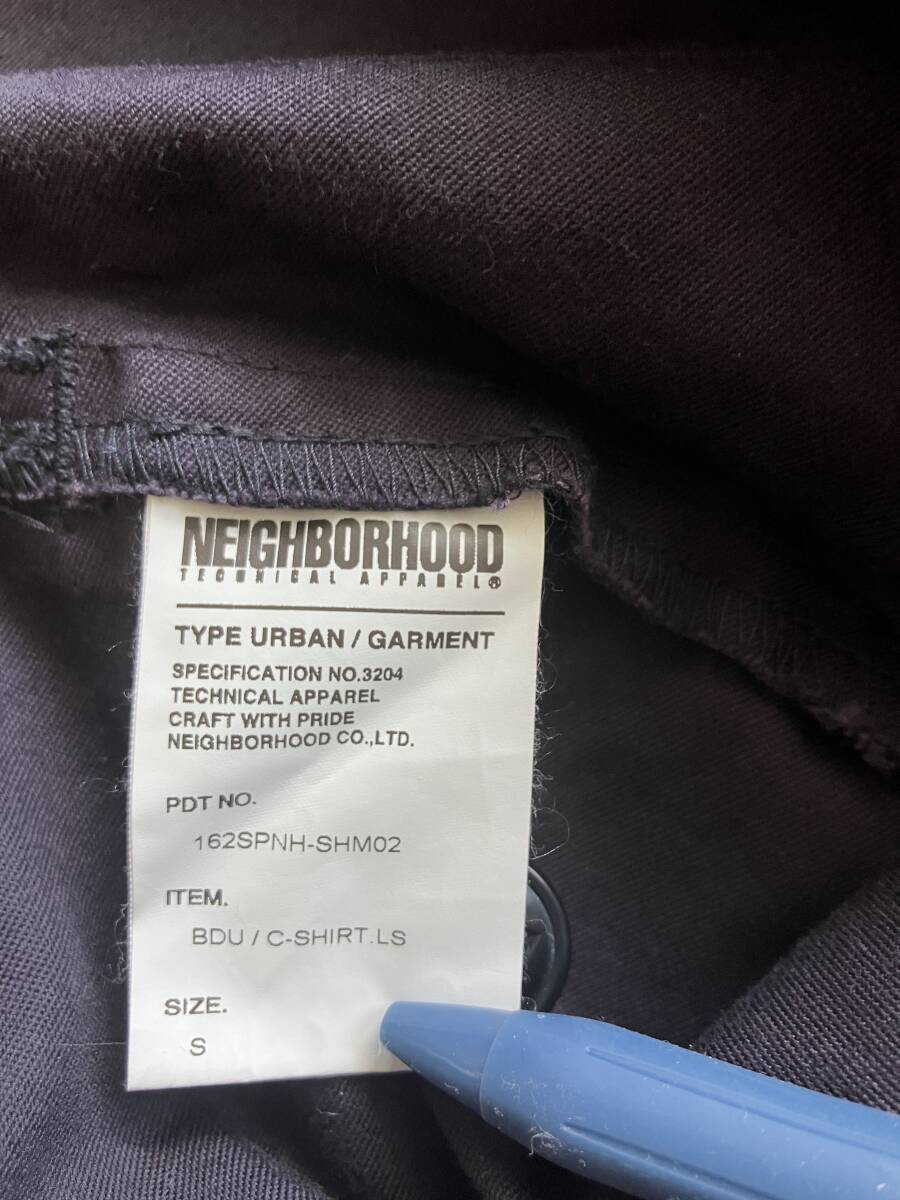 NEIGHBORHOOD
TECHNICAL APPAREL®
TYPE URBAN / GARMENT
SPECIFICATION NO.3204
TECHNICAL APPAREL
CRAFT WITH PRIDE
NEIGHBORHOOD CO.,LTD.
PDT NO.
162SPNH-SHM02
ITEM.
BDU / C-SHIRT.LS
SIZE.
S